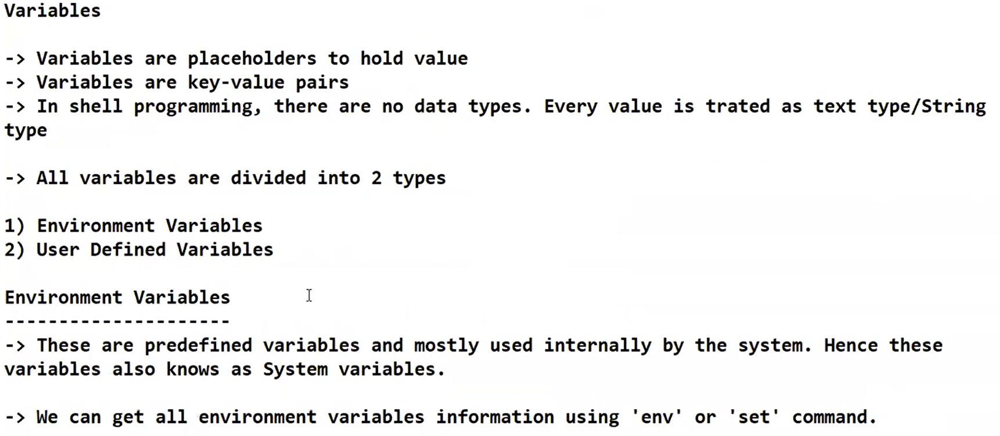 Variables
-> Variables are placeholders to hold value
-> Variables are key-value pairs
-> In shell programming, there are no data types. Every value is trated as text type/String
type
-> All variables are divided into 2 types
1) Environment Variables
2) User Defined Variables
Environment Variables
---------------------
-> These are predefined variables and mostly used internally by the system. Hence these
variables also knows as System variables.
-> We can get all environment variables information using 'env' or 'set' command.